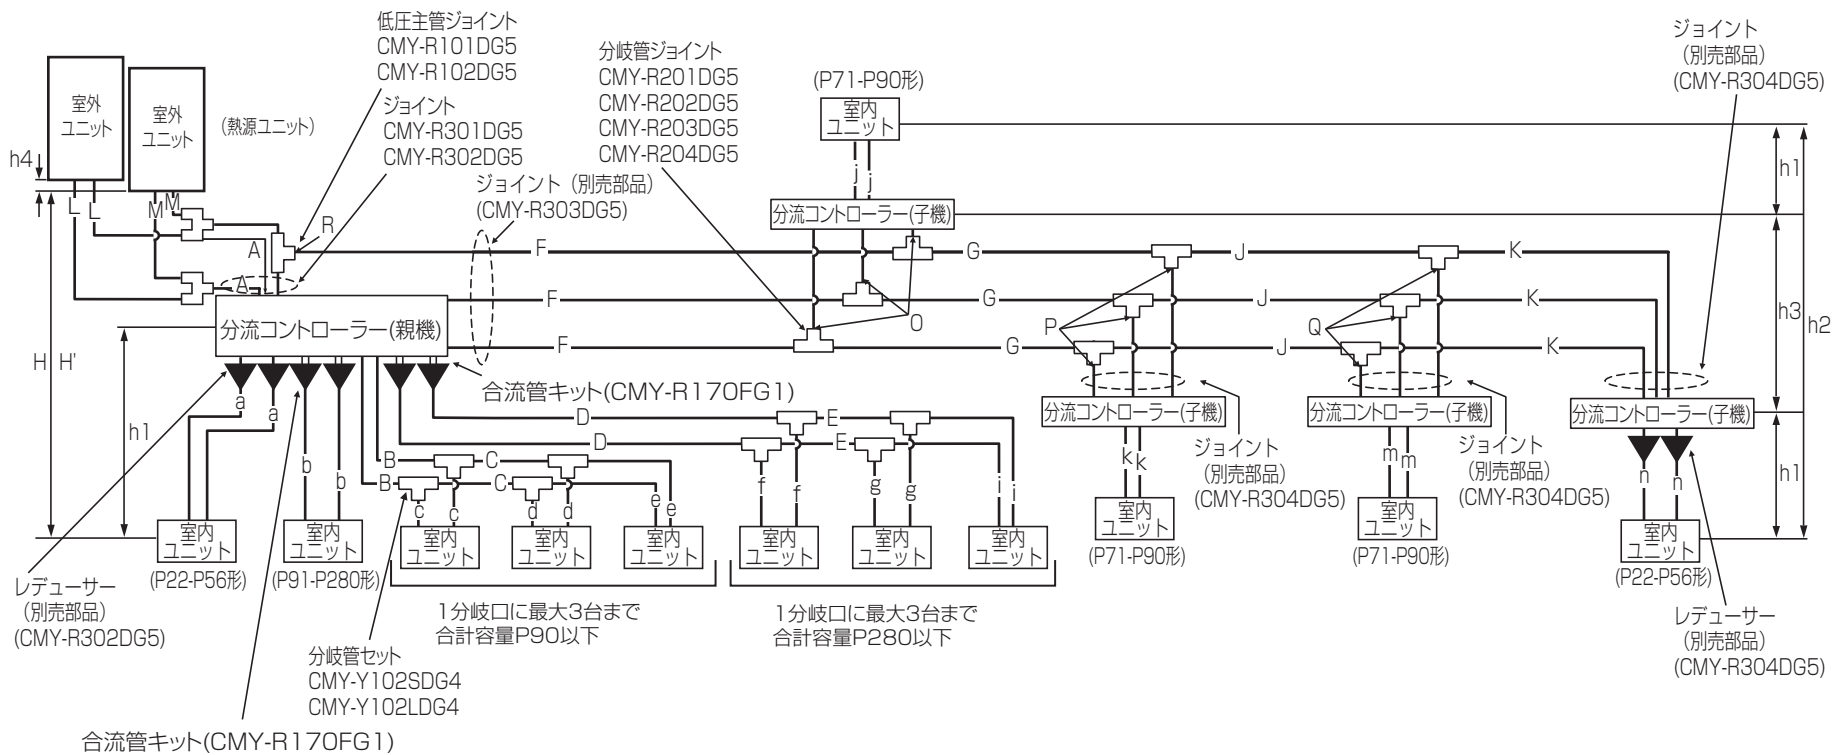 低圧主管ジョイント
CMY-R101DG5
CMY-R102DG5
ジョイント
CMY-R301DG5
CMY-R302DG5
分岐管ジョイント
CMY-R201DG5
CMY-R202DG5
CMY-R203DG5
CMY-R204DG5
ジョイント（別売部品）
(CMY-R303DG5)
(P71-P90形)
室内
ユニット
ジョイント
（別売部品）
(CMY-R304DG5)
室外
ユニット
室外
ユニット
（熱源ユニット）
h4
L
L
M
M
A
A
R
j
j
分流コントローラー(子機)
h1
h3
h2
h1
F
G
J
K
F
G
J
K
F
G
J
K
O
P
Q
分流コントローラー(親機)
H
H'
h1
合流管キット(CMY-R170FG1)
a
a
b
b
B
C
B
C
D
E
D
E
c
c
d
d
e
e
f
f
g
g
i
i
分流コントローラー(子機)
分流コントローラー(子機)
分流コントローラー(子機)
k
k
m
m
n
n
ジョイント
（別売部品）
(CMY-R304DG5)
ジョイント
（別売部品）
(CMY-R304DG5)
室内
ユニット
(P71-P90形)
室内
ユニット
(P71-P90形)
室内
ユニット
(P22-P56形)
室内
ユニット
(P22-P56形)
室内
ユニット
(P91-P280形)
室内
ユニット
室内
ユニット
室内
ユニット
室内
ユニット
室内
ユニット
室内
ユニット
レデューサー
（別売部品）
(CMY-R302DG5)
1分岐口に最大3台まで
合計容量P90以下
1分岐口に最大3台まで
合計容量P280以下
レデューサー
（別売部品）
(CMY-R304DG5)
分岐管セット
CMY-Y102SDG4
CMY-Y102LDG4
合流管キット(CMY-R170FG1)